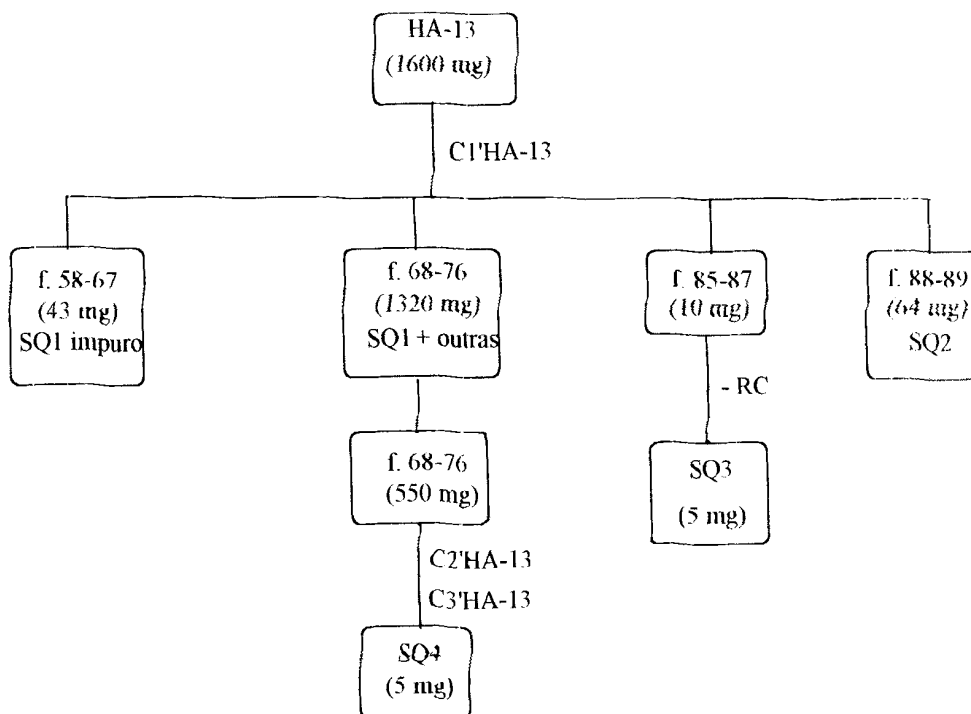 HA-13
(1600 mg)
C1'HA-13
f. 58-67
(43 mg)
SQ1 impuro
f. 68-76
(1320 mg)
SQ1 + outras
f. 85-87
(10 mg)
f. 88-89
(64 mg)
SQ2
- RC
f. 68-76
(550 mg)
SQ3
(5 mg)
C2'HA-13
C3'HA-13
SQ4
(5 mg)